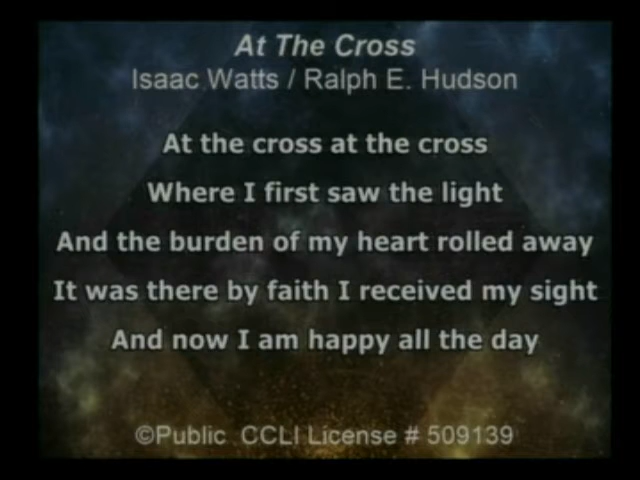 At The Cross
Isaac Watts / Ralph E. Hudson
At the cross at the cross
Where I first saw the light
And the burden of my heart rolled away
It was there by faith I received my sight
And now I am happy all the day
©Public CCLI License # 509139